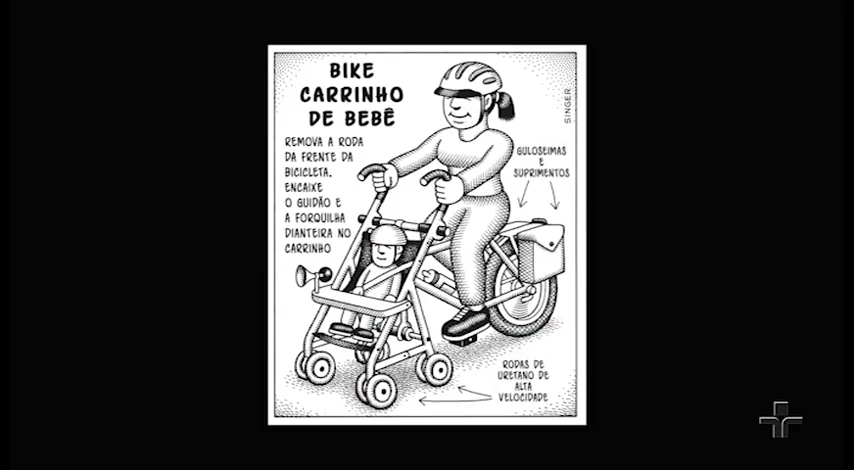 BIKE
CARRINHO
DE BEBÊ
REMOVA A RODA
DA FRENTE DA
BICICLETA.
ENCAIXE
O GUIDÃO E
A FORQUILHA
DIANTEIRA NO
CARRINHO
SINGER
GULOSEIMAS
E
SUPRIMENTOS
RODAS DE
URETANO DE
ALTA
VELOCIDADE